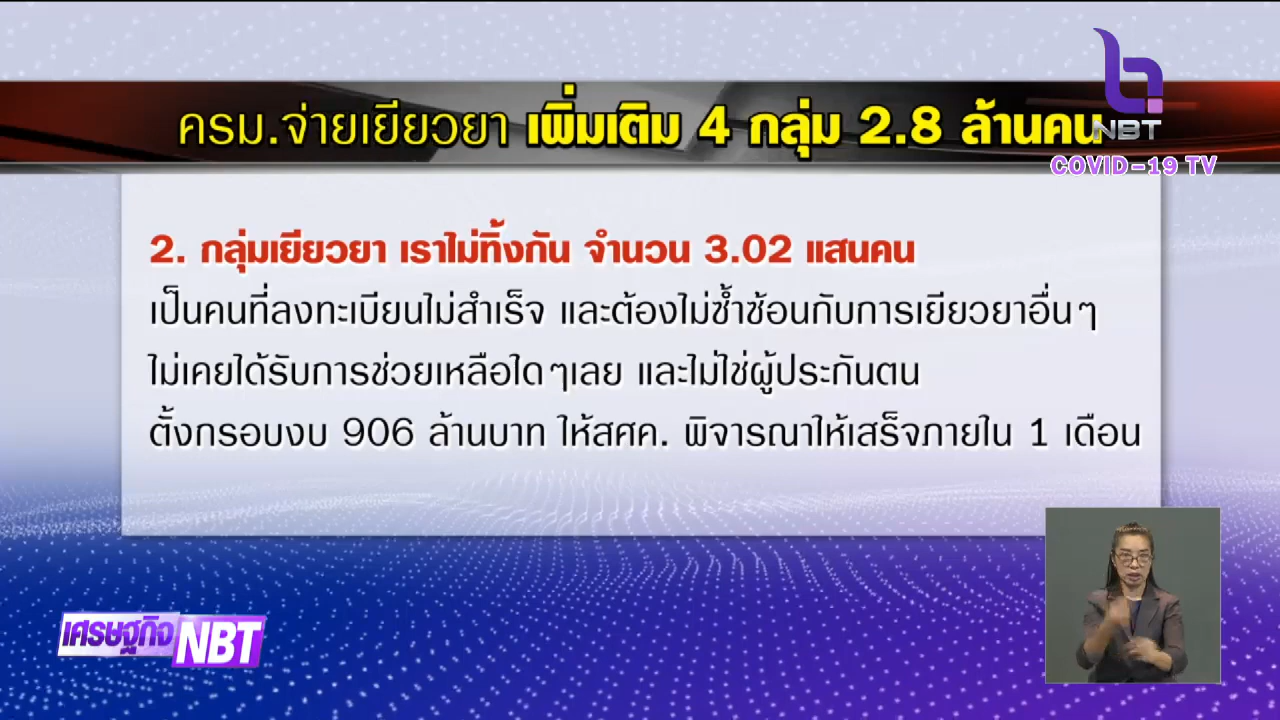 ครม.จ่ายเยียวยา เพิ่มเติม 4 กลุ่ม 2.8 ล้านคน
NBT
COVID-19 TV
2. กลุ่มเยียวยา เราไม่ทิ้งกัน จำนวน 3.02 แสนคน
เป็นคนที่ลงทะเบียนไม่สำเร็จ และต้องไม่ซ้ำซ้อนกับการเยียวยาอื่นๆ
ไม่เคยได้รับการช่วยเหลือใดๆเลย และไม่ใช่ผู้ประกันตน
ตั้งกรอบงบ 906 ล้านบาท ให้สศค. พิจารณาให้เสร็จภายใน 1 เดือน
เศรษฐกิจ NBT